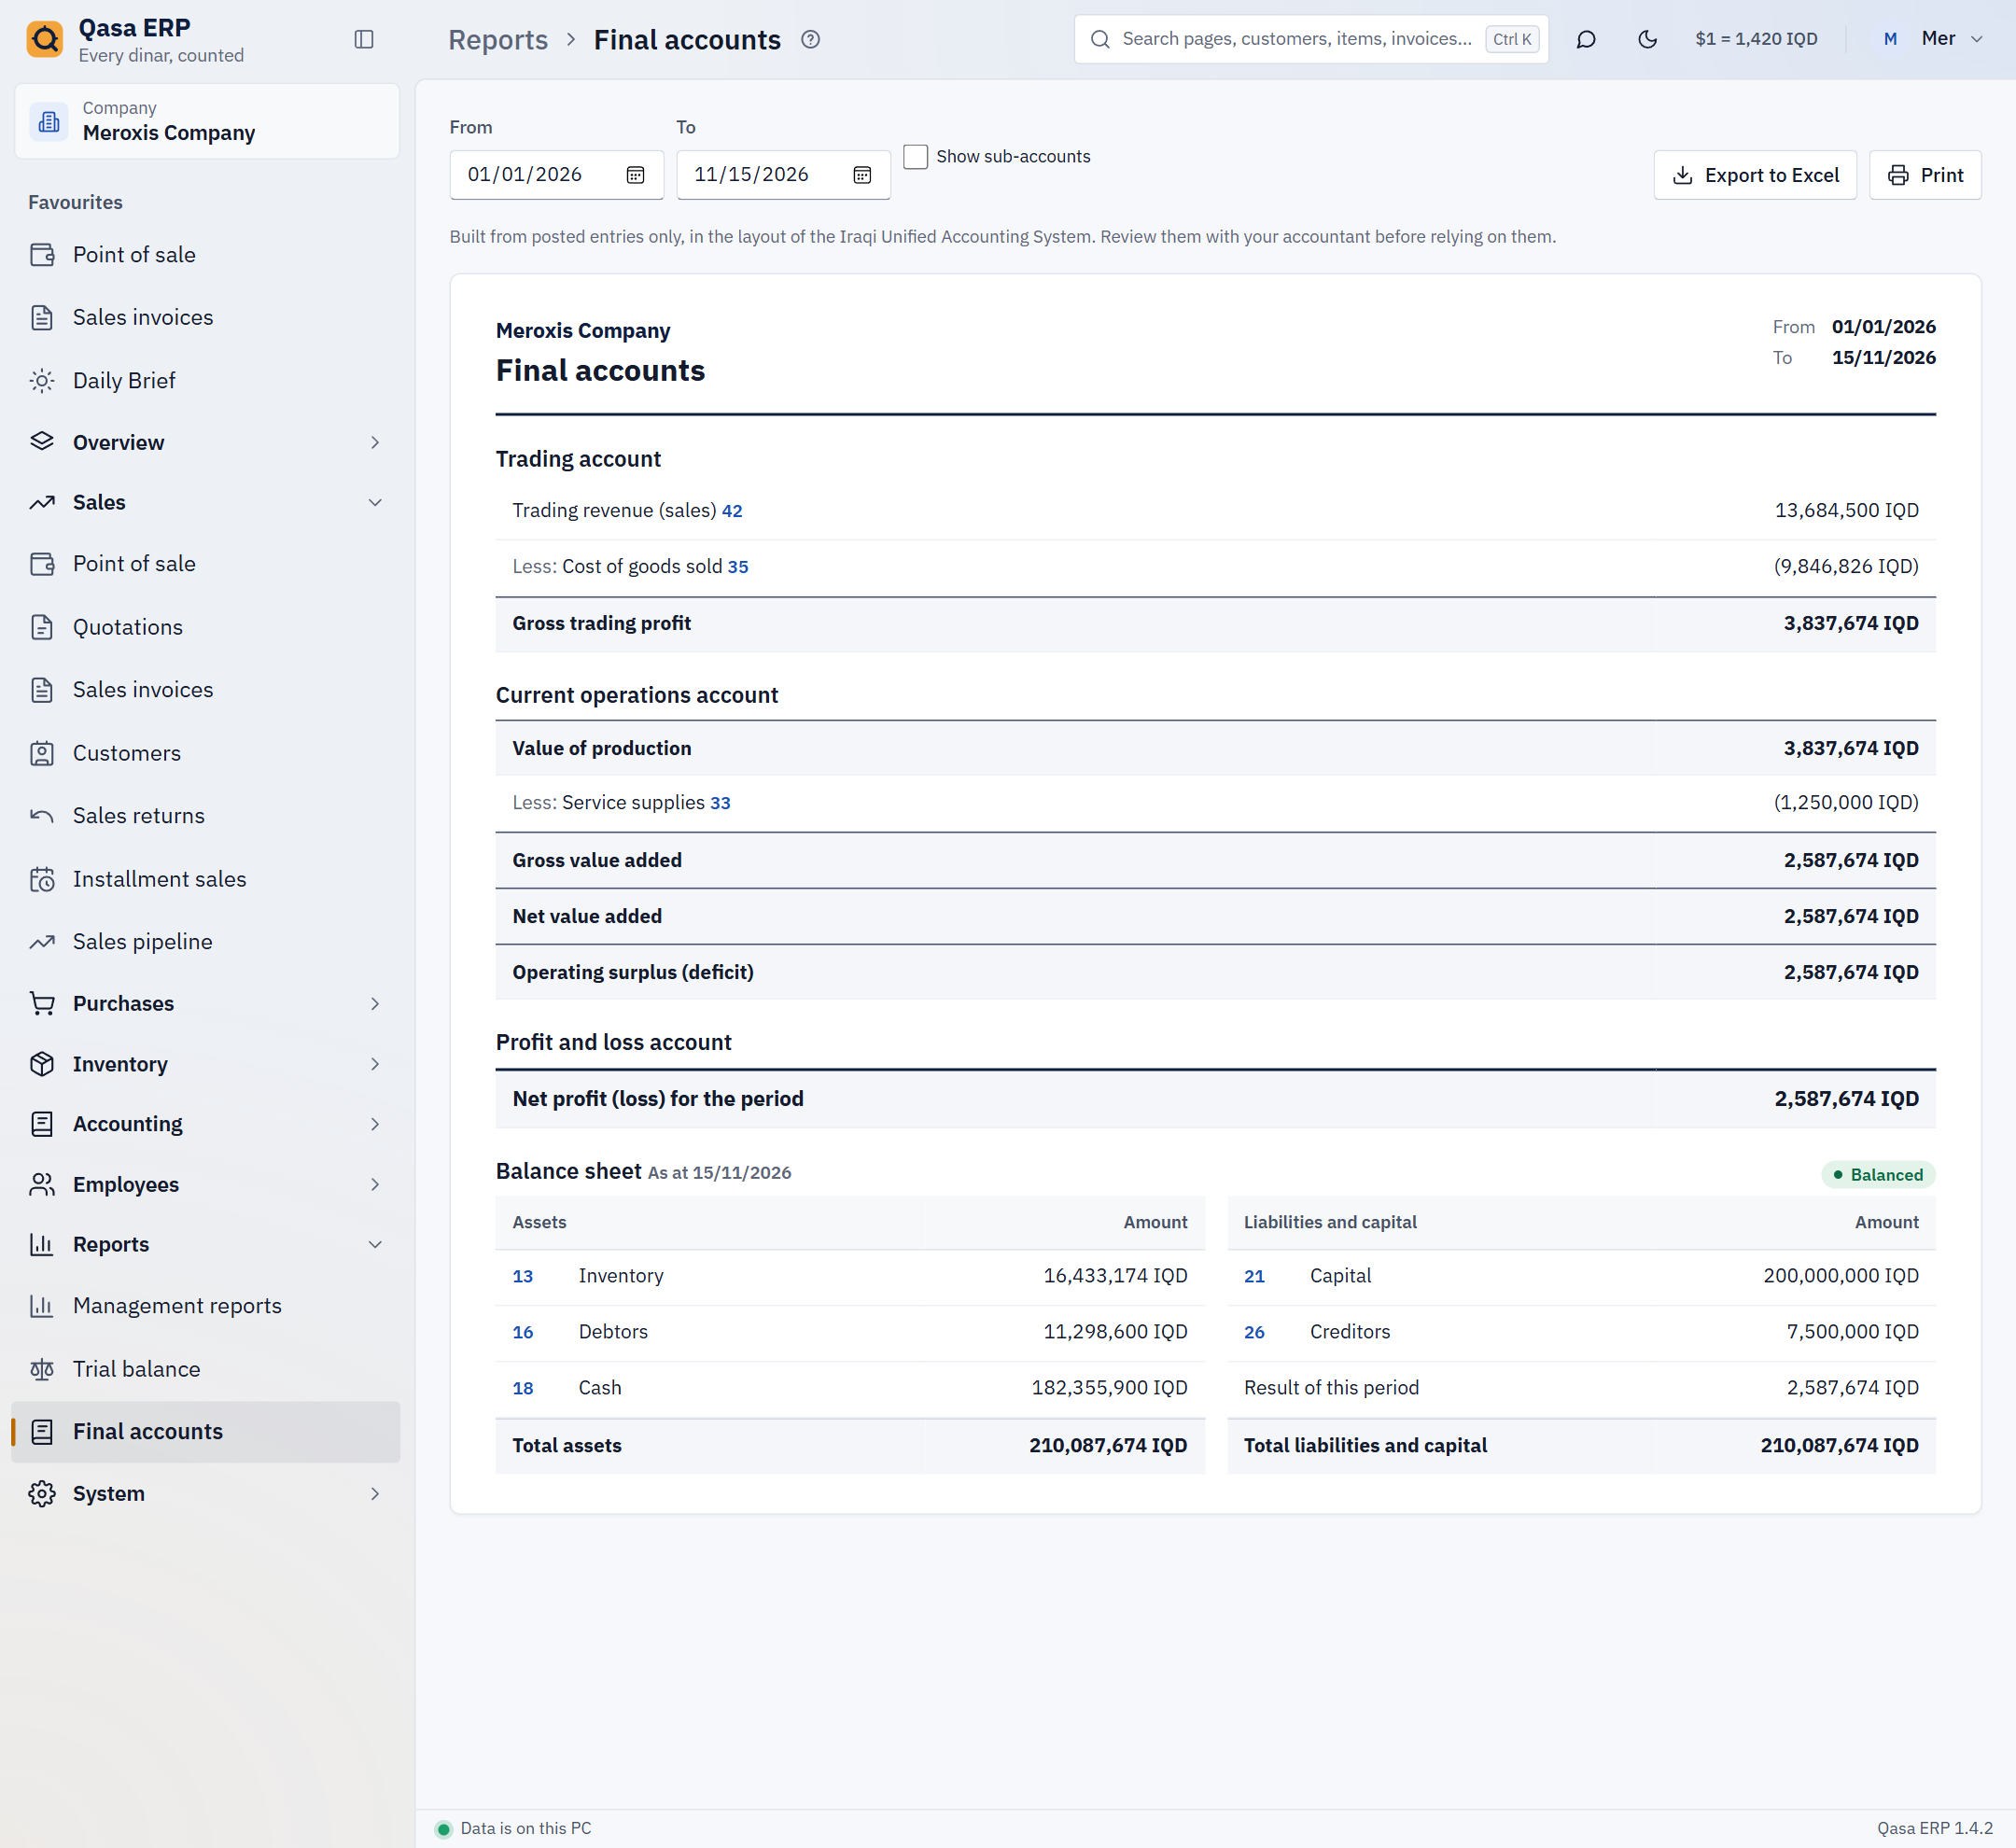 Qasa ERP
Every dinar, counted
Reports > Final accounts
Search pages, customers, items, invoices... Ctrl K
$1 = 1,420 IQD
M Mer
Company
Meroxis Company
Favourites
Point of sale
Sales invoices
Daily Brief
Overview
Sales
Point of sale
Quotations
Sales invoices
Customers
Sales returns
Installment sales
Sales pipeline
Purchases
Inventory
Accounting
Employees
Reports
Management reports
Trial balance
Final accounts
System
From To
01/01/2026 11/15/2026 Show sub-accounts
Export to Excel Print
Built from posted entries only, in the layout of the Iraqi Unified Accounting System. Review them with your accountant before relying on them.
Meroxis Company
Final accounts
From 01/01/2026
To 15/11/2026
Trading account
Trading revenue (sales) 42 13,684,500 IQD
Less: Cost of goods sold 35 (9,846,826 IQD)
Gross trading profit 3,837,674 IQD
Current operations account
Value of production 3,837,674 IQD
Less: Service supplies 33 (1,250,000 IQD)
Gross value added 2,587,674 IQD
Net value added 2,587,674 IQD
Operating surplus (deficit) 2,587,674 IQD
Profit and loss account
Net profit (loss) for the period 2,587,674 IQD
Balance sheet As at 15/11/2026 Balanced
Assets Amount
13 Inventory 16,433,174 IQD
16 Debtors 11,298,600 IQD
18 Cash 182,355,900 IQD
Total assets 210,087,674 IQD
Liabilities and capital Amount
21 Capital 200,000,000 IQD
26 Creditors 7,500,000 IQD
Result of this period 2,587,674 IQD
Total liabilities and capital 210,087,674 IQD
Data is on this PC
Qasa ERP 1.4.2